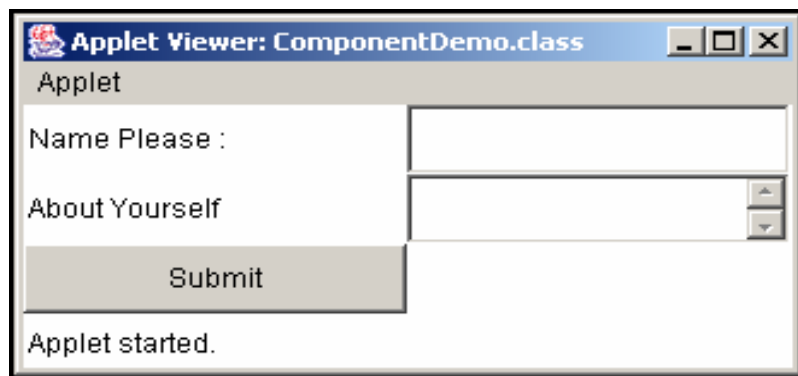 Applet Viewer: ComponentDemo.class
Applet
Name Please :
About Yourself
Submit
Applet started.